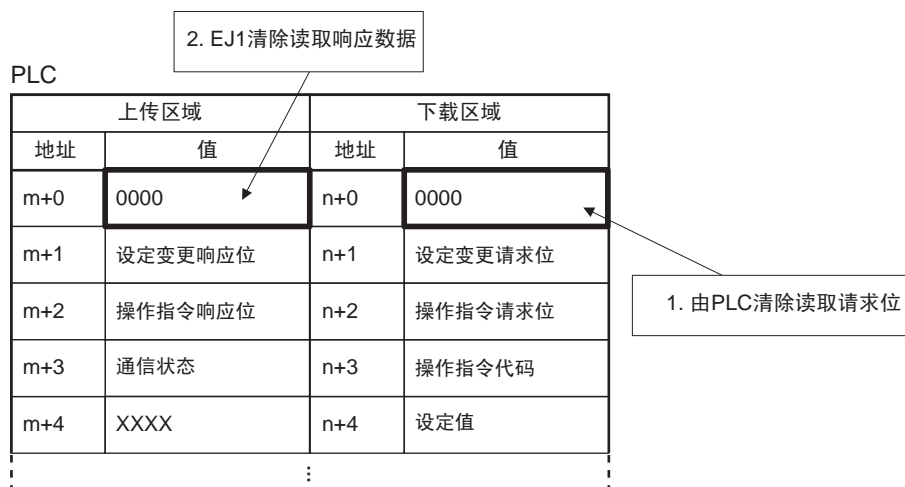 2. EJ1清除读取响应数据
PLC
上传区域 下载区域
地址 值 地址 值
m+0 0000 n+0 0000
m+1 设定变更响应位 n+1 设定变更请求位
m+2 操作指令响应位 n+2 操作指令请求位
1. 由PLC清除读取请求位
m+3 通信状态 n+3 操作指令代码
m+4 XXXX n+4 设定值
⋮